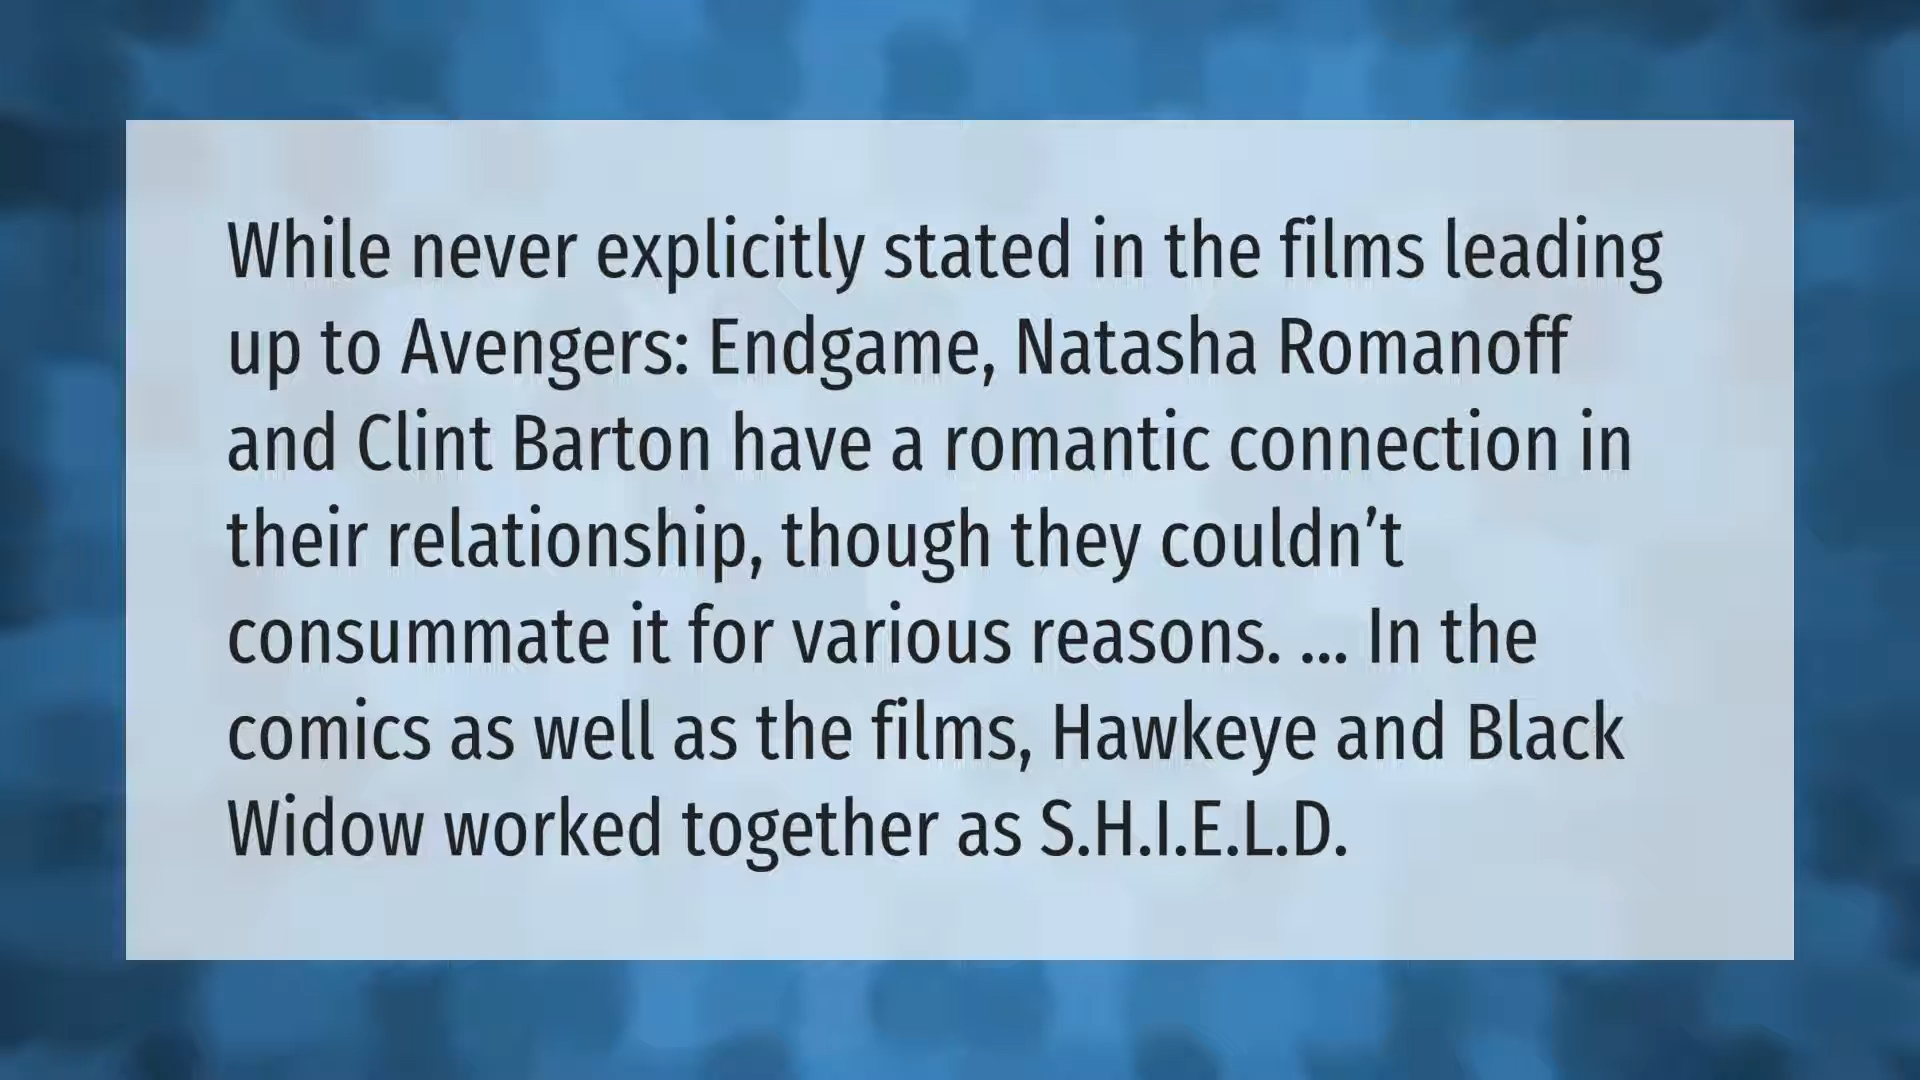 While never explicitly stated in the films leading
up to Avengers: Endgame, Natasha Romanoff
and Clint Barton have a romantic connection in
their relationship, though they couldn’t
consummate it for various reasons. ... In the
comics as well as the films, Hawkeye and Black
Widow worked together as S.H.I.E.L.D.